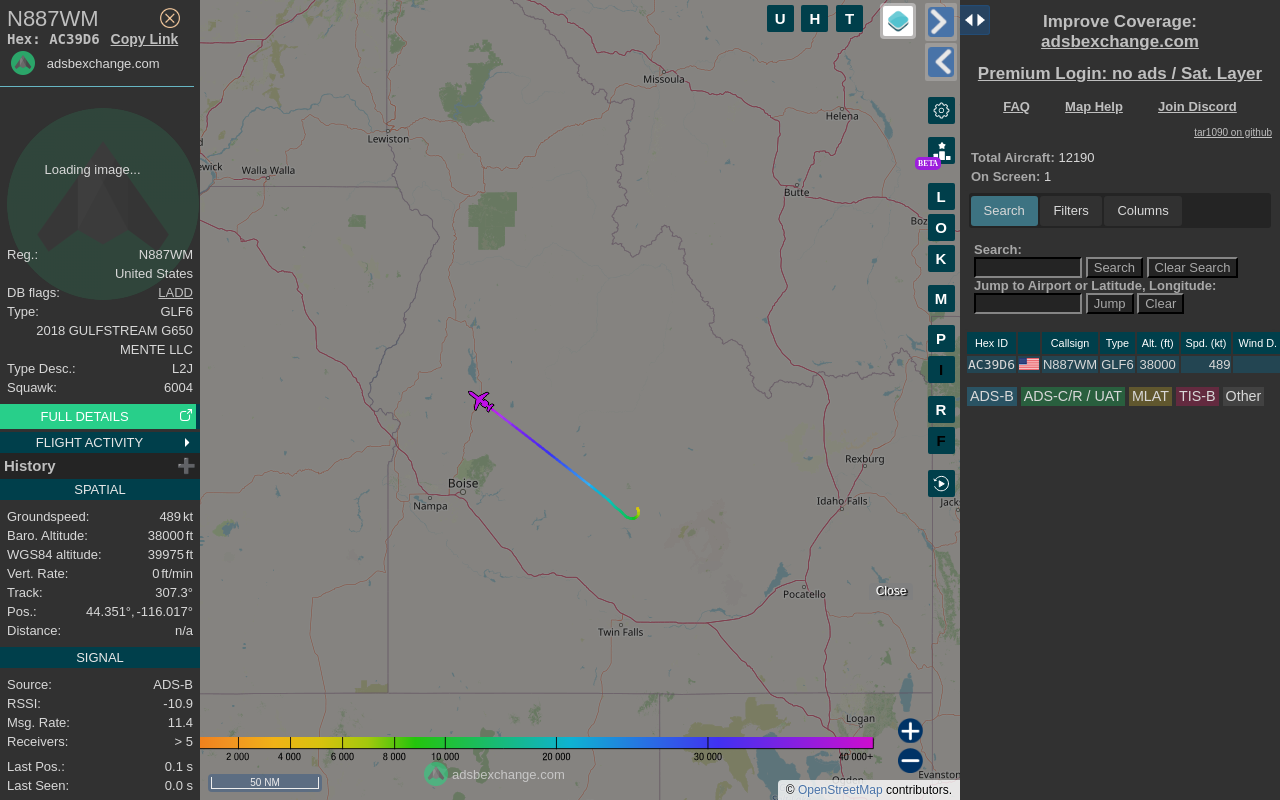 N887WM
Hex: AC39D6 Copy Link
adsbexchange.com
Loading image...
Reg.: N887WM
United States
DB flags: LADD
Type: GLF6
2018 GULFSTREAM G650
MENTE LLC
Type Desc.: L2J
Squawk: 6004
FULL DETAILS
FLIGHT ACTIVITY
History
SPATIAL
Groundspeed: 489 kt
Baro. Altitude: 38000 ft
WGS84 altitude: 39975 ft
Vert. Rate: 0 ft/min
Track: 307.3°
Pos.: 44.351°, -116.017°
Distance: n/a
SIGNAL
Source: ADS-B
RSSI: -10.9
Msg. Rate: 11.4
Receivers: > 5
Last Pos.: 0.1 s
Last Seen: 0.0 s
U H T
Missoula
Helena
Lewiston
wick
Walla Walla
Butte
Boz
BETA
L
O
K
M
P
I
R
F
Rexburg
Boise
Nampa
Idaho Falls
Jack
Pocatello
Close
Twin Falls
Logan
Ogden
Evanston
2 000 4 000 6 000 8 000 10 000 20 000 30 000 40 000+
50 NM
adsbexchange.com
© OpenStreetMap contributors.
Improve Coverage:
adsbexchange.com
Premium Login: no ads / Sat. Layer
FAQ Map Help Join Discord
tar1090 on github
Total Aircraft: 12190
On Screen: 1
Search Filters Columns
Search:
Search Clear Search
Jump to Airport or Latitude, Longitude:
Jump Clear
Hex ID Callsign Type Alt. (ft) Spd. (kt) Wind D.
AC39D6 N887WM GLF6 38000 489
ADS-B ADS-C/R / UAT MLAT TIS-B Other